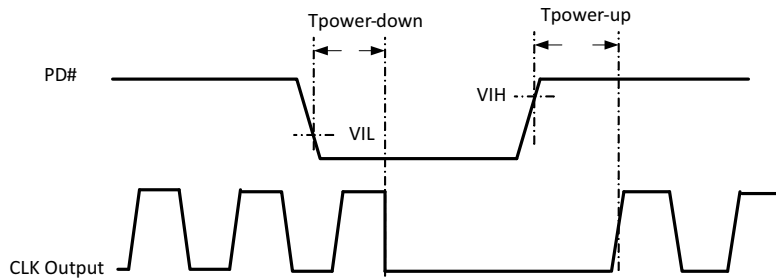 Tpower-down
Tpower-up
PD#
VIH
VIL
CLK Output